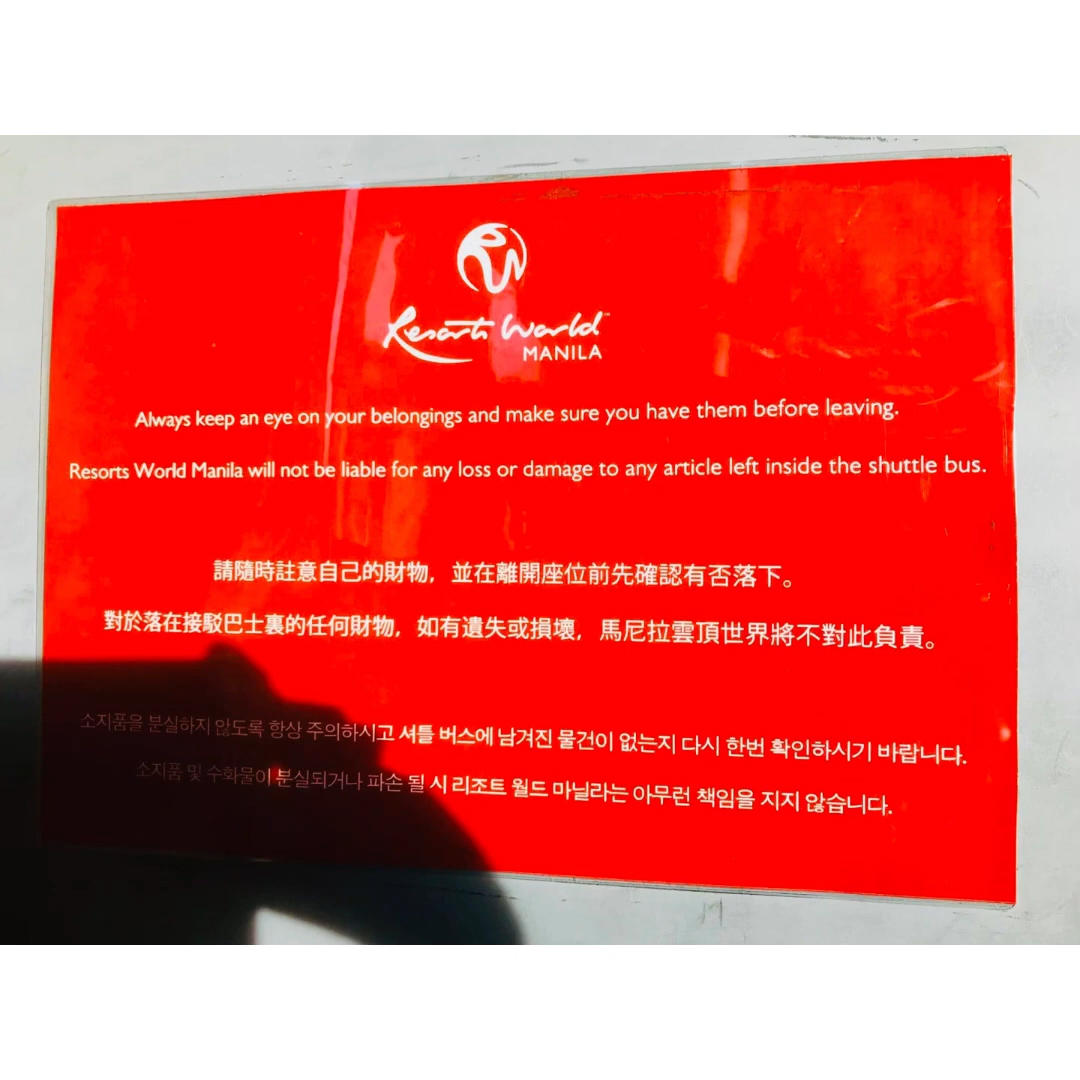 RW
Resorts World™
MANILA
Always keep an eye on your belongings and make sure you have them before leaving.
Resorts World Manila will not be liable for any loss or damage to any article left inside the shuttle bus.
請隨時註意自己的財物，並在離開座位前先確認有否落下。
對於落在接駁巴士裏的任何財物，如有遺失或損壞，馬尼拉雲頂世界將不對此負責。
소지품을 분실하지 않도록 항상 주의하시고 셔틀 버스에 남겨진 물건이 없는지 다시 한번 확인하시기 바랍니다.
소지품 및 수화물이 분실되거나 파손 될 시 리조트 월드 마닐라는 아무런 책임을 지지 않습니다.